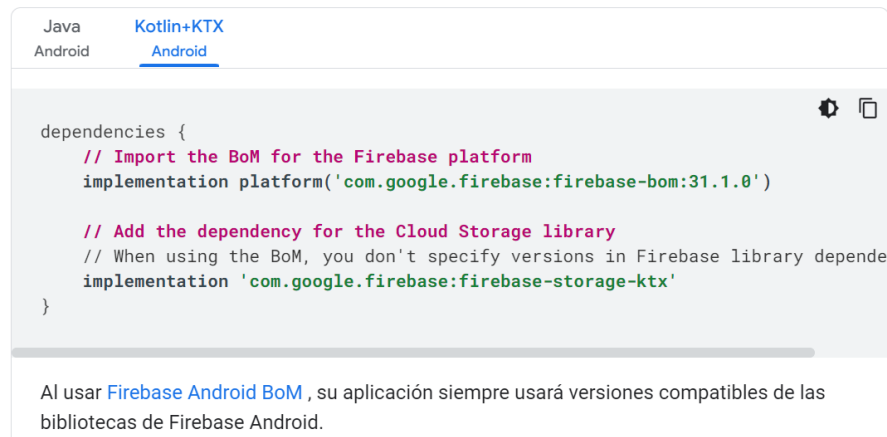 Java
Kotlin+KTX
Android
Android
dependencies {
// Import the BoM for the Firebase platform
implementation platform('com.google.firebase:firebase-bom:31.1.0')
// Add the dependency for the Cloud Storage library
// When using the BoM, you don't specify versions in Firebase library depende
implementation 'com.google.firebase:firebase-storage-ktx'
}
Al usar Firebase Android BoM , su aplicación siempre usará versiones compatibles de las
bibliotecas de Firebase Android.